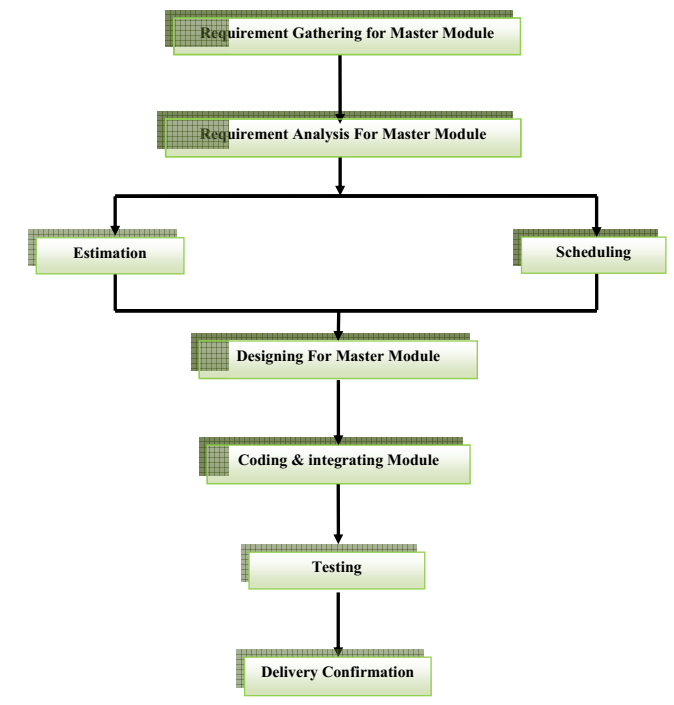 Requirement Gathering for Master Module
Requirement Analysis For Master Module
Estimation
Scheduling
Designing For Master Module
Coding & integrating Module
Testing
Delivery Confirmation